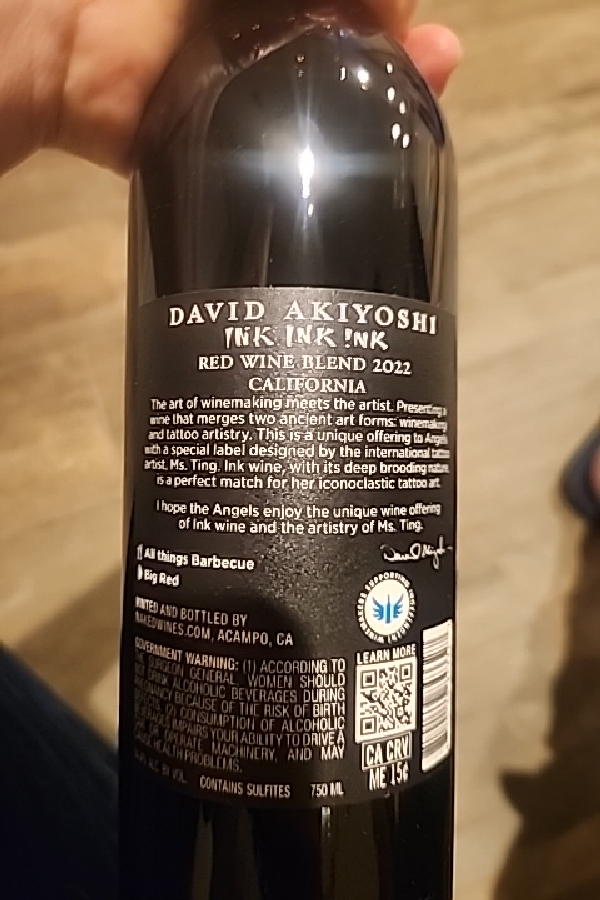 DAVID AKIYOSHI
INK INK !NK
RED WINE BLEND 2022
CALIFORNIA
The art of winemaking meets the artist. Presenting a
wine that merges two ancient art forms: winemaking
and tattoo artistry. This is a unique offering to Angels
with a special label designed by the international tattoo
artist, Ms. Ting. Ink wine, with its deep brooding nature,
is a perfect match for her iconoclastic tattoo art.
I hope the Angels enjoy the unique wine offering
of Ink wine and the artistry of Ms. Ting.
All things Barbecue
Big Red
VINTED AND BOTTLED BY
NAKEDWINES.COM, ACAMPO, CA
GOVERNMENT WARNING: (1) ACCORDING TO
THE SURGEON GENERAL, WOMEN SHOULD
NOT DRINK ALCOHOLIC BEVERAGES DURING
PREGNANCY BECAUSE OF THE RISK OF BIRTH
DEFECTS. (2) CONSUMPTION OF ALCOHOLIC
BEVERAGES IMPAIRS YOUR ABILITY TO DRIVE A
CAR OR OPERATE MACHINERY, AND MAY
CAUSE HEALTH PROBLEMS.
ALC. BY VOL. CONTAINS SULFITES 750 ML
SUPPORTING
LEARN MORE
CA CRV
ME 15¢